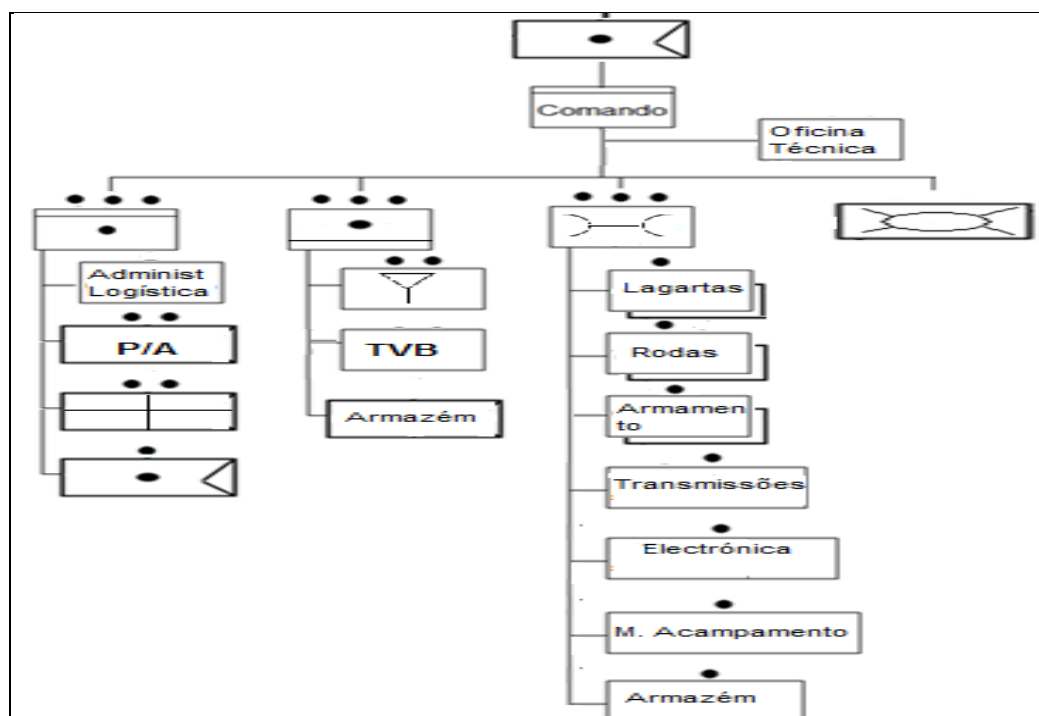 Comando
Oficina
Técnica
Administ
Logística
P/A
TVB
Armazém
Lagartas
Rodas
Armamen
to
Transmissões
Electrónica
M. Acampamento
Armazém